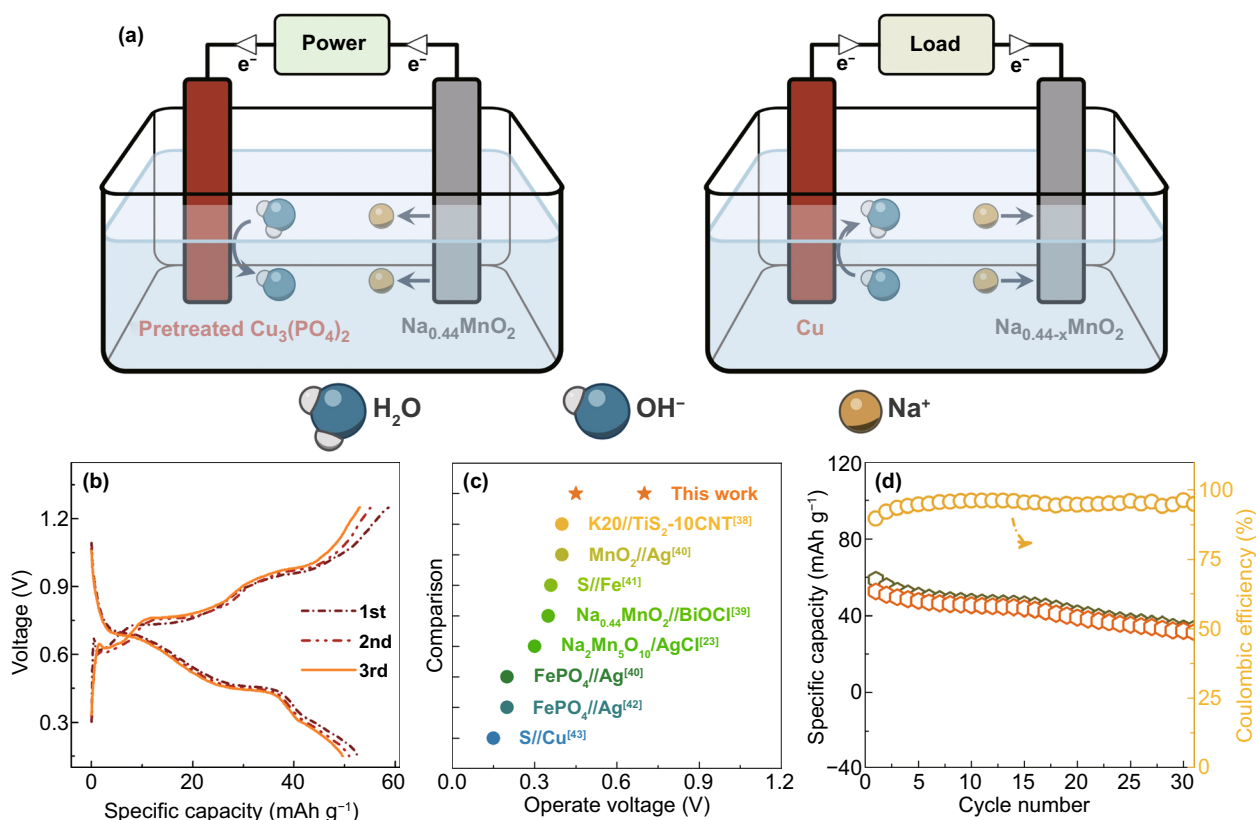 (a)
Power
e⁻
e⁻
Pretreated Cu₃(PO₄)₂
Na₀.₄₄MnO₂
Load
e⁻
e⁻
Cu
Na₀.₄₄₋ₓMnO₂
H₂O
OH⁻
Na⁺
(b)
Voltage (V)
1.2
0.9
0.6
0.3
1st
2nd
3rd
0
20
40
60
Specific capacity (mAh g⁻¹)
(c)
Comparison
This work
K20//TiS₂-10CNT[38]
MnO₂//Ag[40]
S//Fe[41]
Na₀.₄₄MnO₂//BiOCl[39]
Na₂Mn₅O₁₀/AgCl[23]
FePO₄//Ag[40]
FePO₄//Ag[42]
S//Cu[43]
0.0
0.3
0.6
0.9
1.2
Operate voltage (V)
(d)
Specific capacity (mAh g⁻¹)
120
80
40
0
−40
0
5
10
15
20
25
30
Cycle number
100
75
50
25
0
Coulombic efficiency (%)